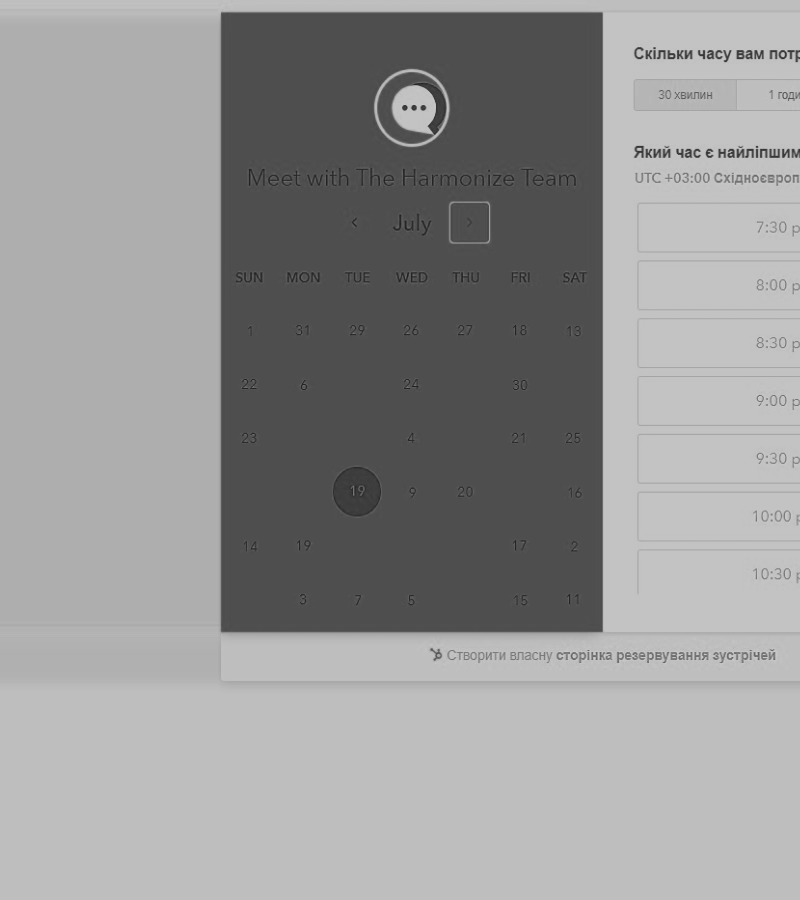 Скільки часу вам
30 хвилин 1
Meet with The Harmonize Team
Який час є найліпшим
UTC +03:00
July
7:30
SUN MON TUE WED THU FRI SAT
8:00
1 31 29 26 27 18 13
8:30
22 6 24 30
9:00
23 4 21 25
9:30
19 9 20 16
10:00
14 19 17 2
10:30
3 7 5 15 11
Створити власну сторінка резервування зустрічей